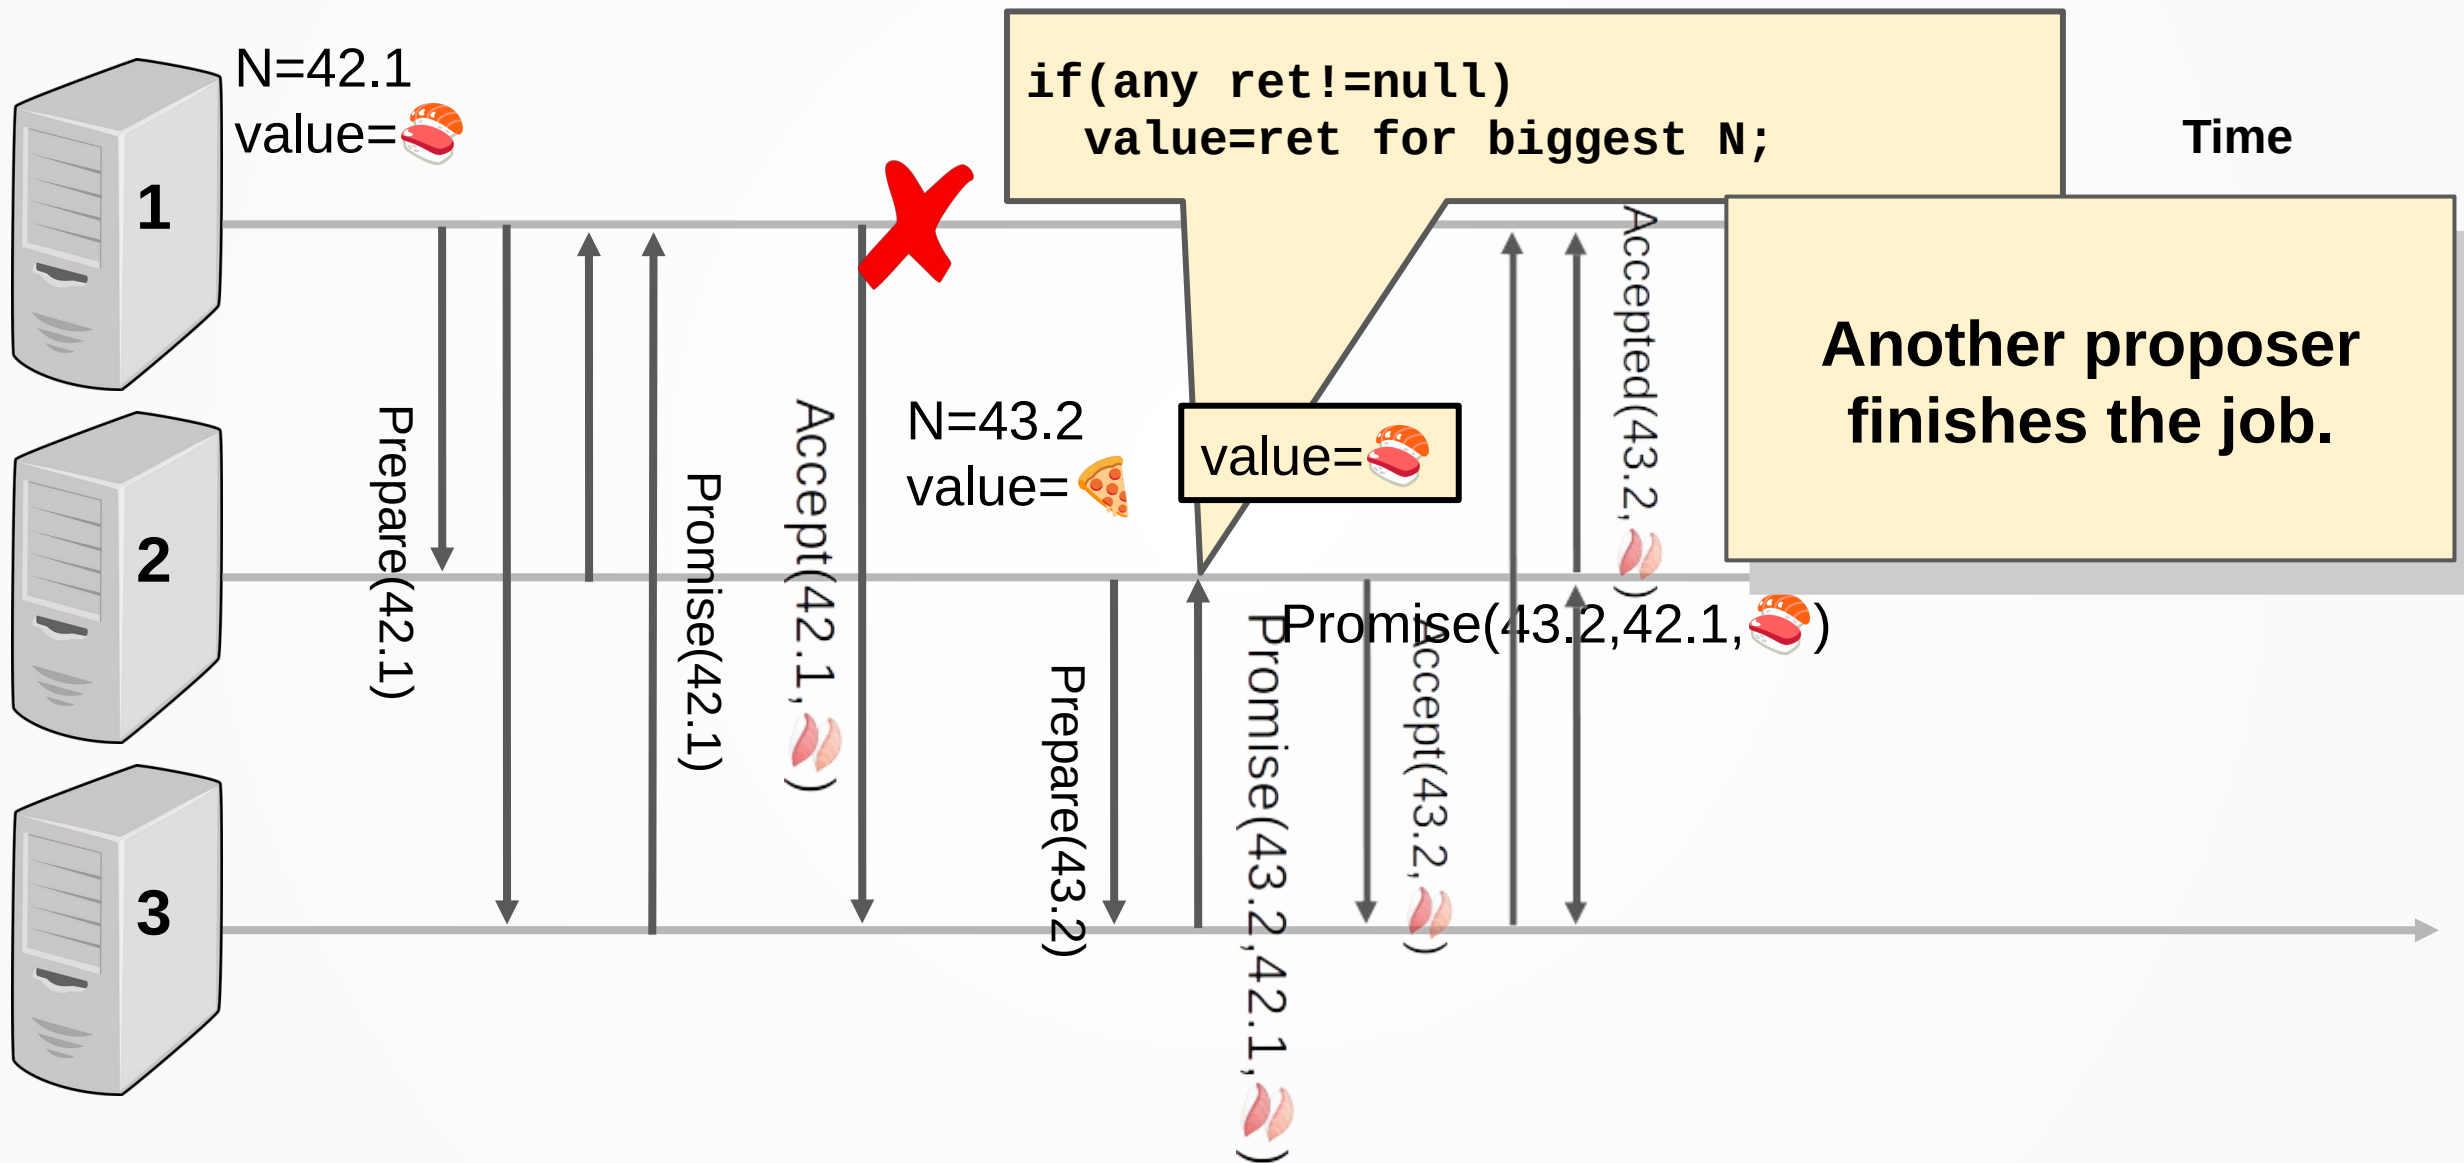 N=42.1
value=🍣
if(any ret!=null)
value=ret for biggest N;
Time
1
Another proposer
finishes the job.
Prepare(42.1)
Promise(42.1)
Accept(42.1,🍣)
N=43.2
value=🍕
value=🍣
Accepted(43.2,🍣)
2
Promise(43.2,42.1,🍣)
Prepare(43.2)
Promise(43.2,42.1,🍣)
Accept(43.2,🍣)
3